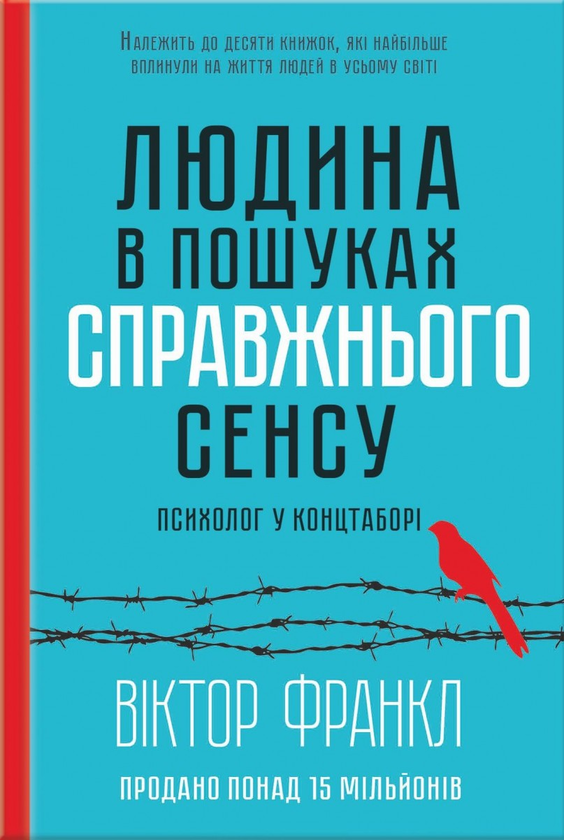 Належить до десяти книжок, які найбільше
вплинули на життя людей в усьому світі
ЛЮДИНА
В ПОШУКАХ
СПРАВЖНЬОГО
СЕНСУ
ПСИХОЛОГ У КОНЦТАБОРІ
ВІКТОР ФРАНКЛ
ПРОДАНО ПОНАД 15 МІЛЬЙОНІВ